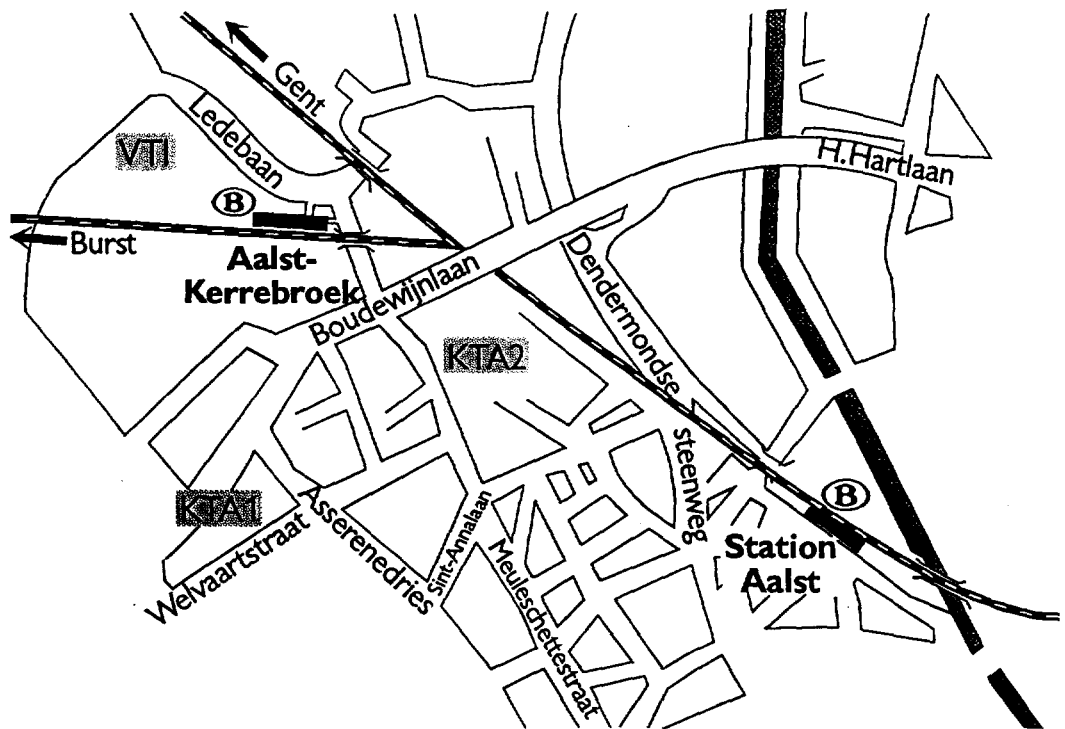 Gent
Ledebaan
VTI
B
Burst
Aalst-
Kerrebroek
Boudewijnlaan
H.Hartlaan
Dendermondse
steenweg
KTA2
KTA1
Welvaartstraat
Asserenedries
Sint-Annalaan
Meuleschettestraat
B
Station
Aalst